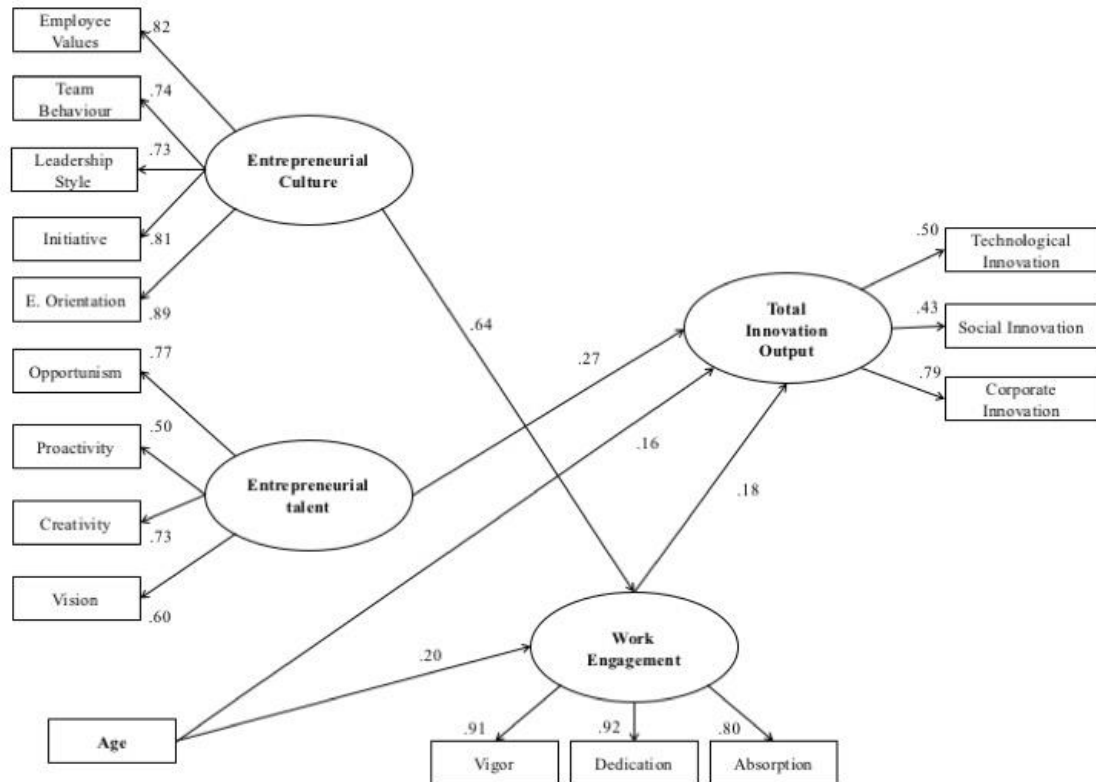 Employee
Values
.82
Team
Behaviour
.74
Leadership
Style
.73
Initiative
.81
E. Orientation
.89
Entrepreneurial
Culture
Opportunism
.77
Proactivity
.50
Creativity
.73
Vision
.60
Entrepreneurial
talent
.64
.27
.16
.18
.20
Total
Innovation
Output
.50
Technological
Innovation
.43
Social Innovation
.79
Corporate
Innovation
Work
Engagement
Age
.91
Vigor
.92
Dedication
.80
Absorption